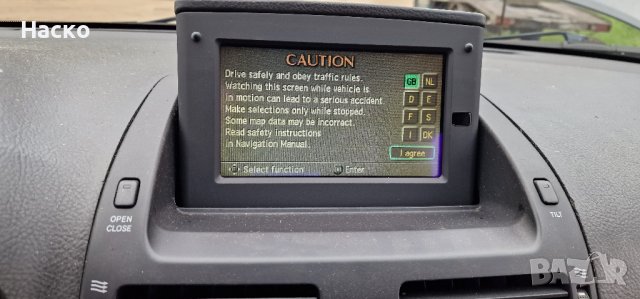 Наско
CAUTION
Drive safely and obey traffic rules.
Watching this screen while vehicle is
in motion can lead to a serious accident.
Make selections only while stopped.
Some map data may be incorrect.
Read safety instructions
in Navigation Manual.
GB NL
D E
F S
I DK
I agree
Select function
Enter
OPEN
CLOSE
TILT
BAZAR